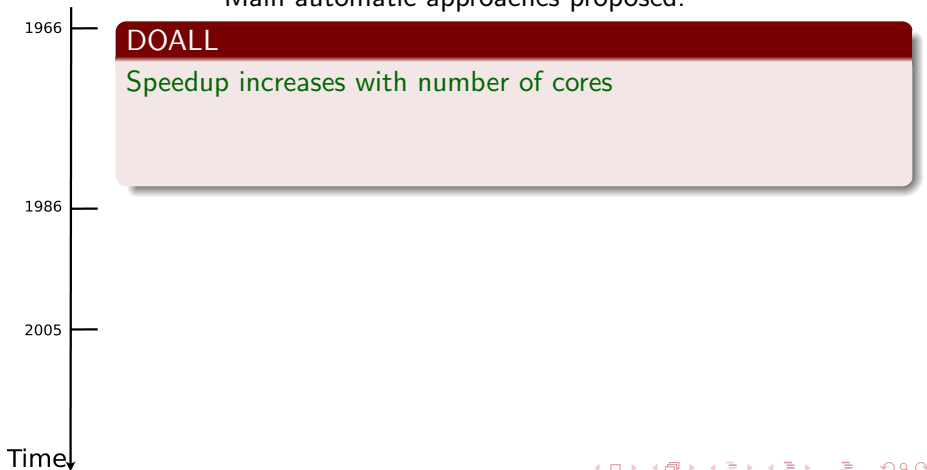 Main automatic approaches proposed:
1966
DOALL
Speedup increases with number of cores
1986
2005
Time